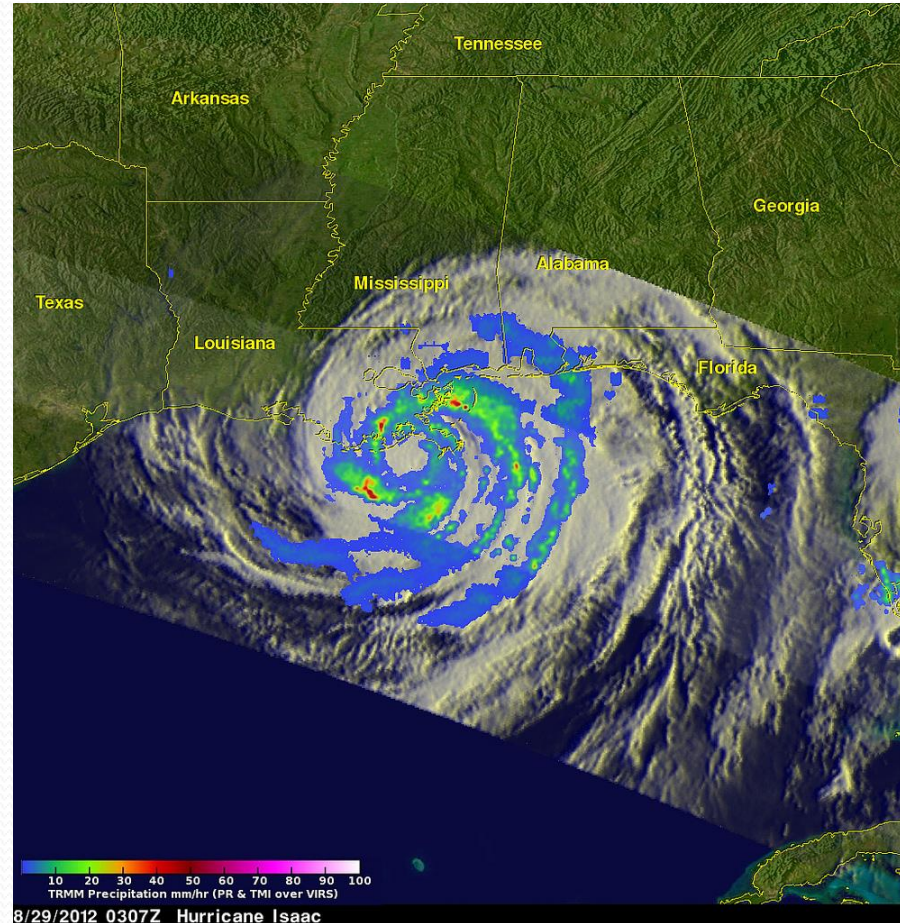 Tennessee
Arkansas
Georgia
Alabama
Mississippi
Texas
Louisiana
Florida
10 20 30 40 50 60 70 80 90 100
TRMM Precipitation mm/hr (PR & TMI over VIRS)
8/29/2012 0307Z Hurricane Isaac